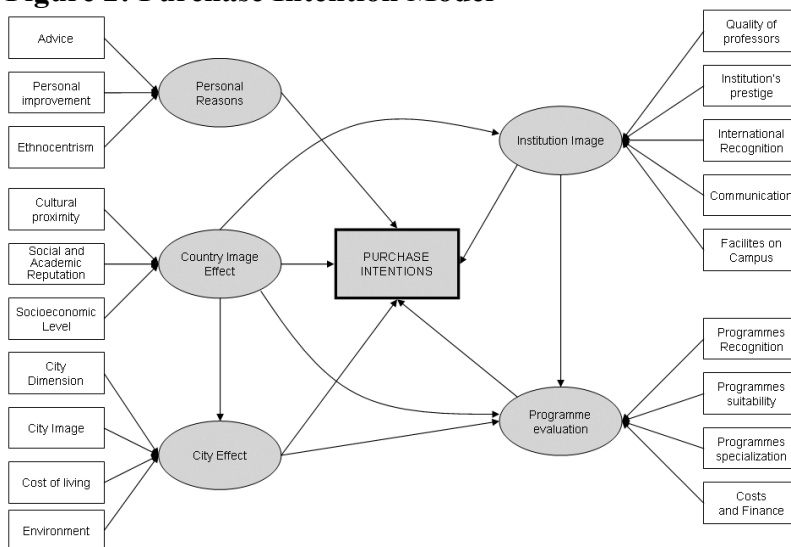 Figure 2: Purchase Intention Model
Advice
Personal
improvement
Ethnocentrism
Personal
Reasons
Cultural
proximity
Social and
Academic
Reputation
Socioeconomic
Level
Country Image
Effect
City
Dimension
City Image
Cost of living
Environment
City Effect
PURCHASE
INTENTIONS
Institution Image
Quality of
professors
Institution's
prestige
International
Recognition
Communication
Facilites on
Campus
Programme
evaluation
Programmes
Recognition
Programmes
suitability
Programmes
specialization
Costs
and Finance